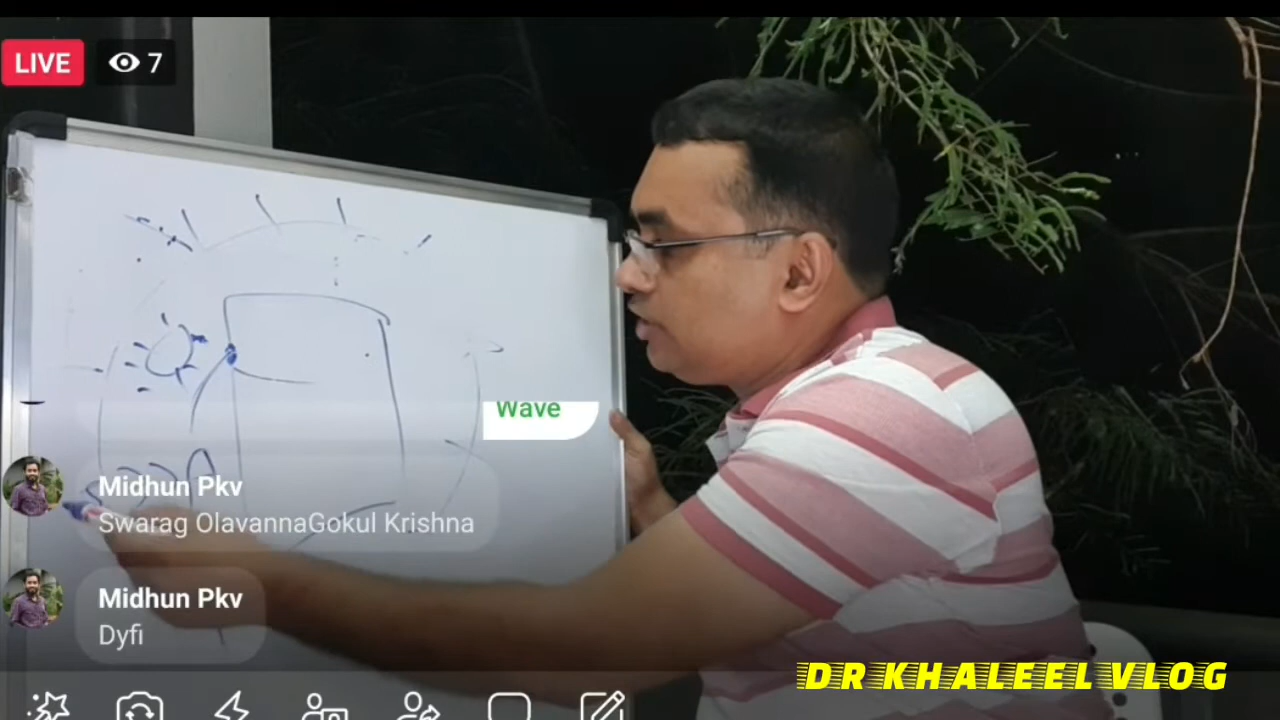 LIVE 7
Wave
Midhun Pkv
Swarag OlavannaGokul Krishna
Midhun Pkv
Dyfi
DR KHALEEL VLOG